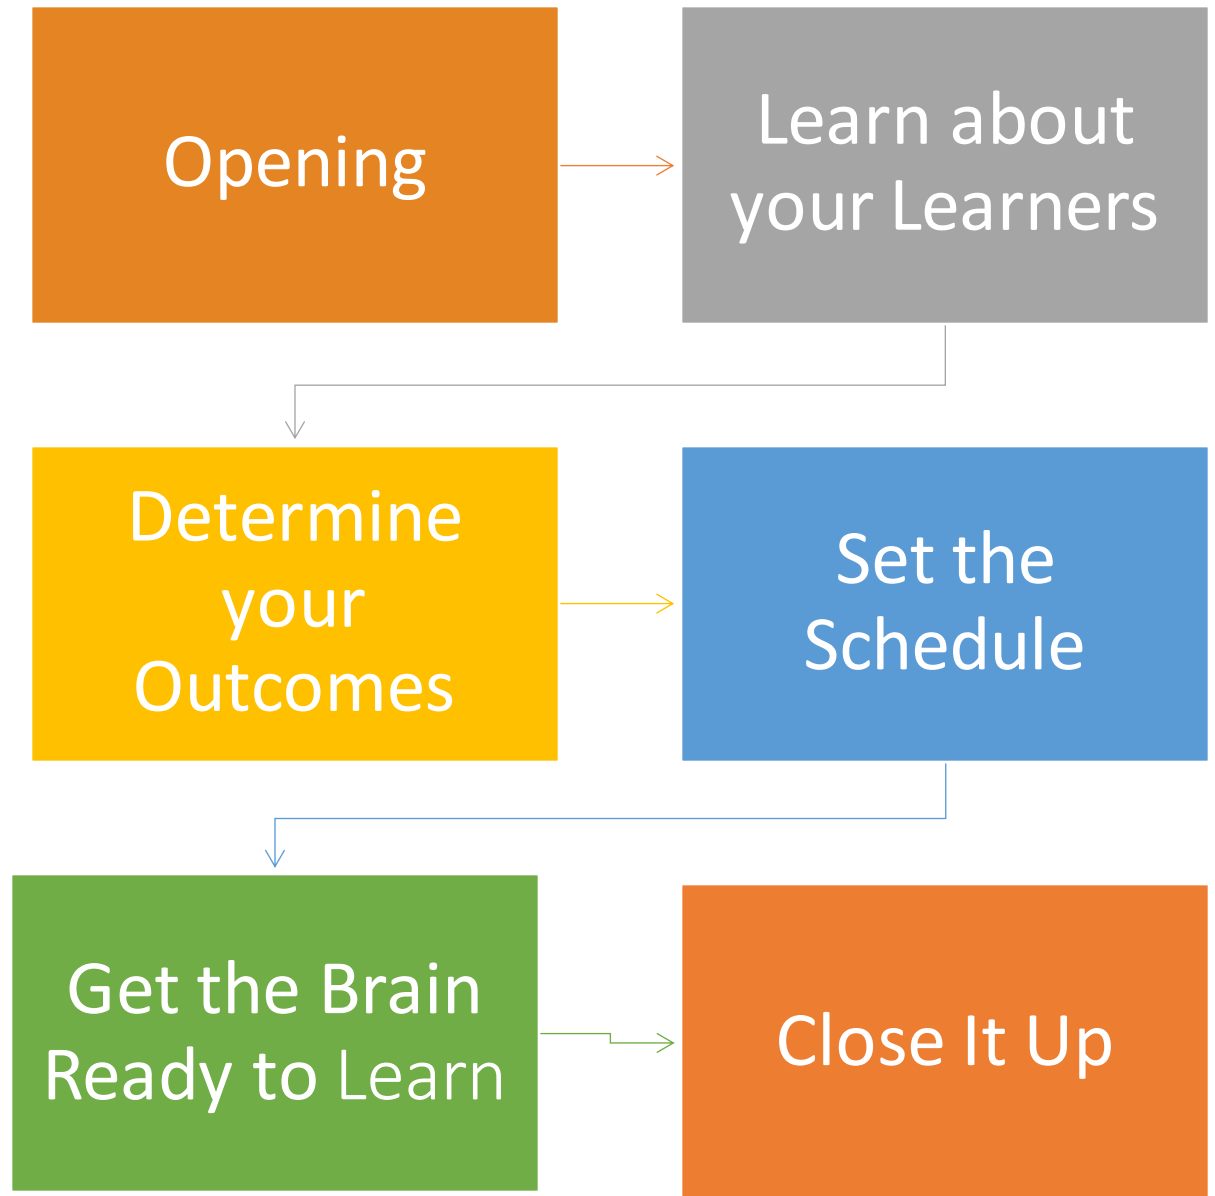 Opening
Learn about
your Learners
Determine
your
Outcomes
Set the
Schedule
Get the Brain
Ready to Learn
Close It Up